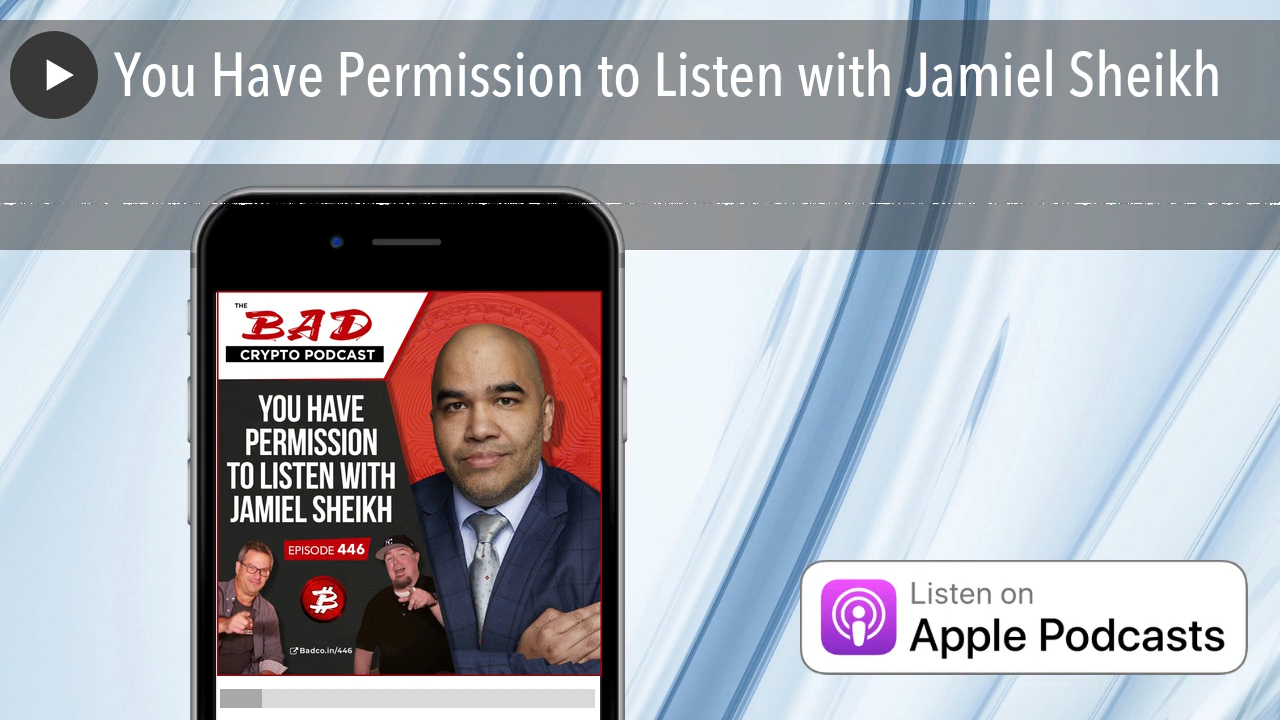 You Have Permission to Listen with Jamiel Sheikh
THE
BAD
CRYPTO PODCAST
YOU HAVE
PERMISSION
TO LISTEN WITH
JAMIEL SHEIKH
EPISODE 446
Badco.in/446
Listen on
Apple Podcasts